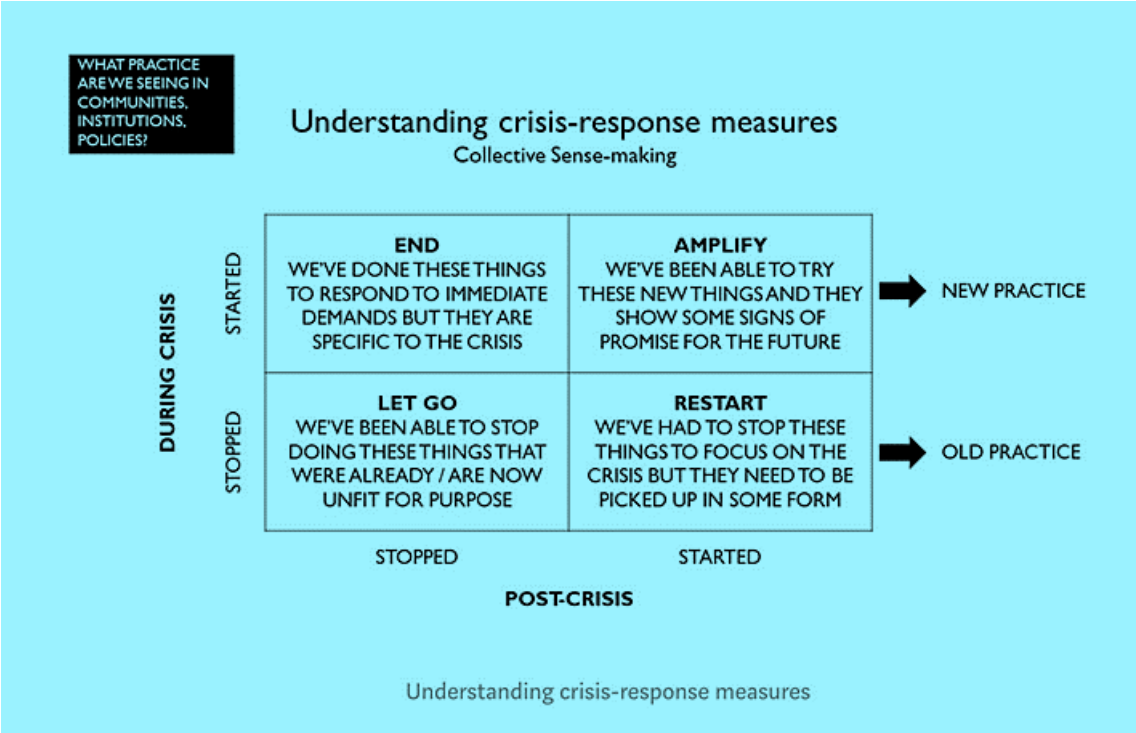 WHAT PRACTICE
ARE WE SEEING IN
COMMUNITIES,
INSTITUTIONS,
POLICIES?
Understanding crisis-response measures
Collective Sense-making
DURING CRISIS
STARTED
END
WE'VE DONE THESE THINGS
TO RESPOND TO IMMEDIATE
DEMANDS BUT THEY ARE
SPECIFIC TO THE CRISIS
AMPLIFY
WE'VE BEEN ABLE TO TRY
THESE NEW THINGS AND THEY
SHOW SOME SIGNS OF
PROMISE FOR THE FUTURE
NEW PRACTICE
STOPPED
LET GO
WE'VE BEEN ABLE TO STOP
DOING THESE THINGS THAT
WERE ALREADY / ARE NOW
UNFIT FOR PURPOSE
RESTART
WE'VE HAD TO STOP THESE
THINGS TO FOCUS ON THE
CRISIS BUT THEY NEED TO BE
PICKED UP IN SOME FORM
OLD PRACTICE
STOPPED
STARTED
POST-CRISIS
Understanding crisis-response measures